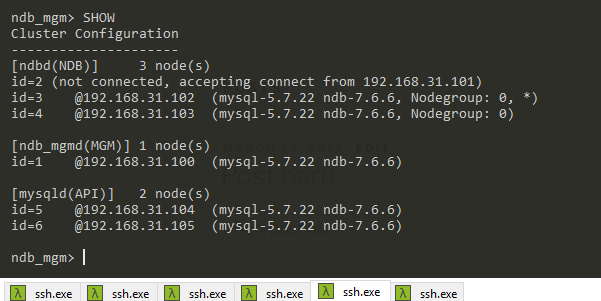 ndb_mgm> SHOW
Cluster Configuration
---------------------
[ndbd(NDB)]     3 node(s)
id=2 (not connected, accepting connect from 192.168.31.101)
id=3    @192.168.31.102  (mysql-5.7.22 ndb-7.6.6, Nodegroup: 0, *)
id=4    @192.168.31.103  (mysql-5.7.22 ndb-7.6.6, Nodegroup: 0)
[ndb_mgmd(MGM)] 1 node(s)
id=1    @192.168.31.100  (mysql-5.7.22 ndb-7.6.6)
Post baru
[mysqld(API)]   2 node(s)
id=5    @192.168.31.104  (mysql-5.7.22 ndb-7.6.6)
id=6    @192.168.31.105  (mysql-5.7.22 ndb-7.6.6)
ndb_mgm>
λ ssh.exe λ ssh.exe λ ssh.exe λ ssh.exe λ ssh.exe λ ssh.exe